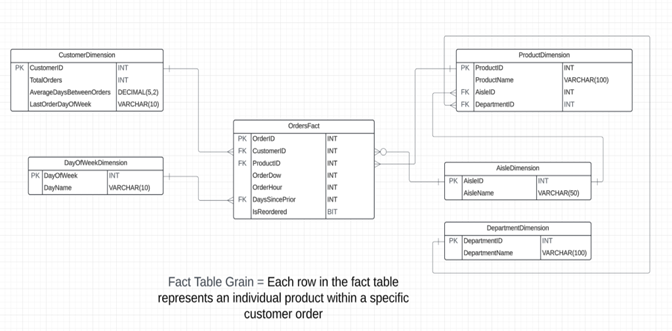 CustomerDimension
PK CustomerID INT
TotalOrders INT
AverageDaysBetweenOrders DECIMAL(5,2)
LastOrderDayOfWeek VARCHAR(10)
DayOfWeekDimension
PK DayOfWeek INT
DayName VARCHAR(10)
OrdersFact
PK OrderID INT
FK CustomerID INT
FK ProductID INT
OrderDow INT
OrderHour INT
FK DaysSincePrior INT
IsReordered BIT
ProductDimension
PK ProductID INT
ProductName VARCHAR(100)
FK AisleID INT
FK DepartmentID INT
AisleDimension
PK AisleID INT
AisleName VARCHAR(50)
DepartmentDimension
PK DepartmentID INT
DepartmentName VARCHAR(100)
Fact Table Grain = Each row in the fact table
represents an individual product within a specific
customer order